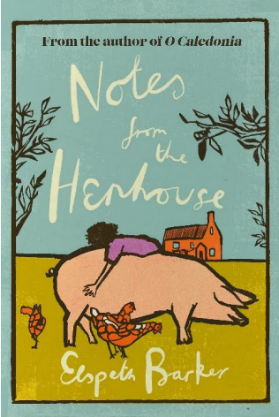 From the author of O Caledonia
Notes
from
the
Henhouse
Elspeth Barker